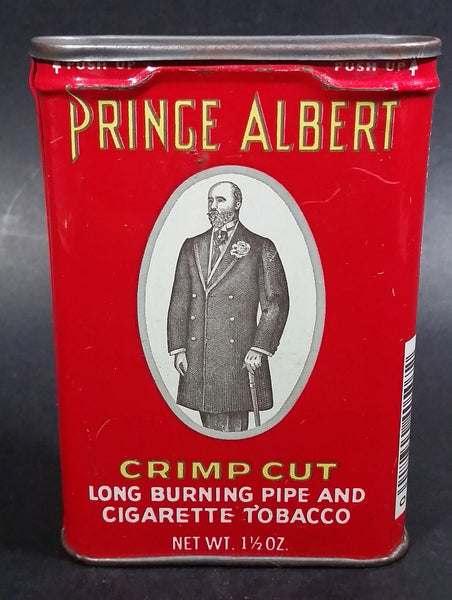 PUSH UP PUSH UP
PRINCE ALBERT
CRIMP CUT
LONG BURNING PIPE AND
CIGARETTE TOBACCO
NET WT. 1½ OZ.